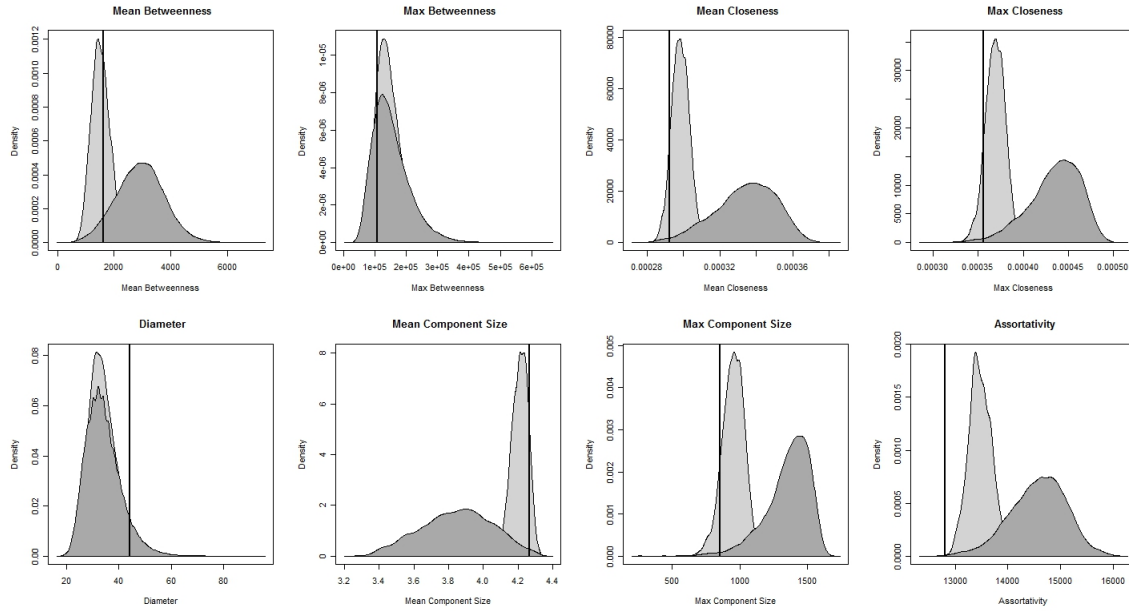 Mean Betweenness
Density
0.0000 0.0002 0.0004 0.0006 0.0008 0.0010 0.0012
0 2000 4000 6000
Mean Betweenness
Max Betweenness
Density
0e+00 2e-06 4e-06 6e-06 8e-06 1e-05
0e+00 1e+05 2e+05 3e+05 4e+05 5e+05 6e+05
Max Betweenness
Mean Closeness
Density
0 20000 40000 60000 80000
0.00028 0.00032 0.00036
Mean Closeness
Max Closeness
Density
0 5000 10000 20000 30000
0.00030 0.00035 0.00040 0.00045 0.00050
Max Closeness
Diameter
Density
0.00 0.02 0.04 0.06 0.08
20 40 60 80
Diameter
Mean Component Size
Density
0 2 4 6 8
3.2 3.4 3.6 3.8 4.0 4.2 4.4
Mean Component Size
Max Component Size
Density
0.000 0.001 0.002 0.003 0.004 0.005
500 1000 1500
Max Component Size
Assortativity
Density
0.0000 0.0005 0.0010 0.0015 0.0020
13000 14000 15000 16000
Assortativity